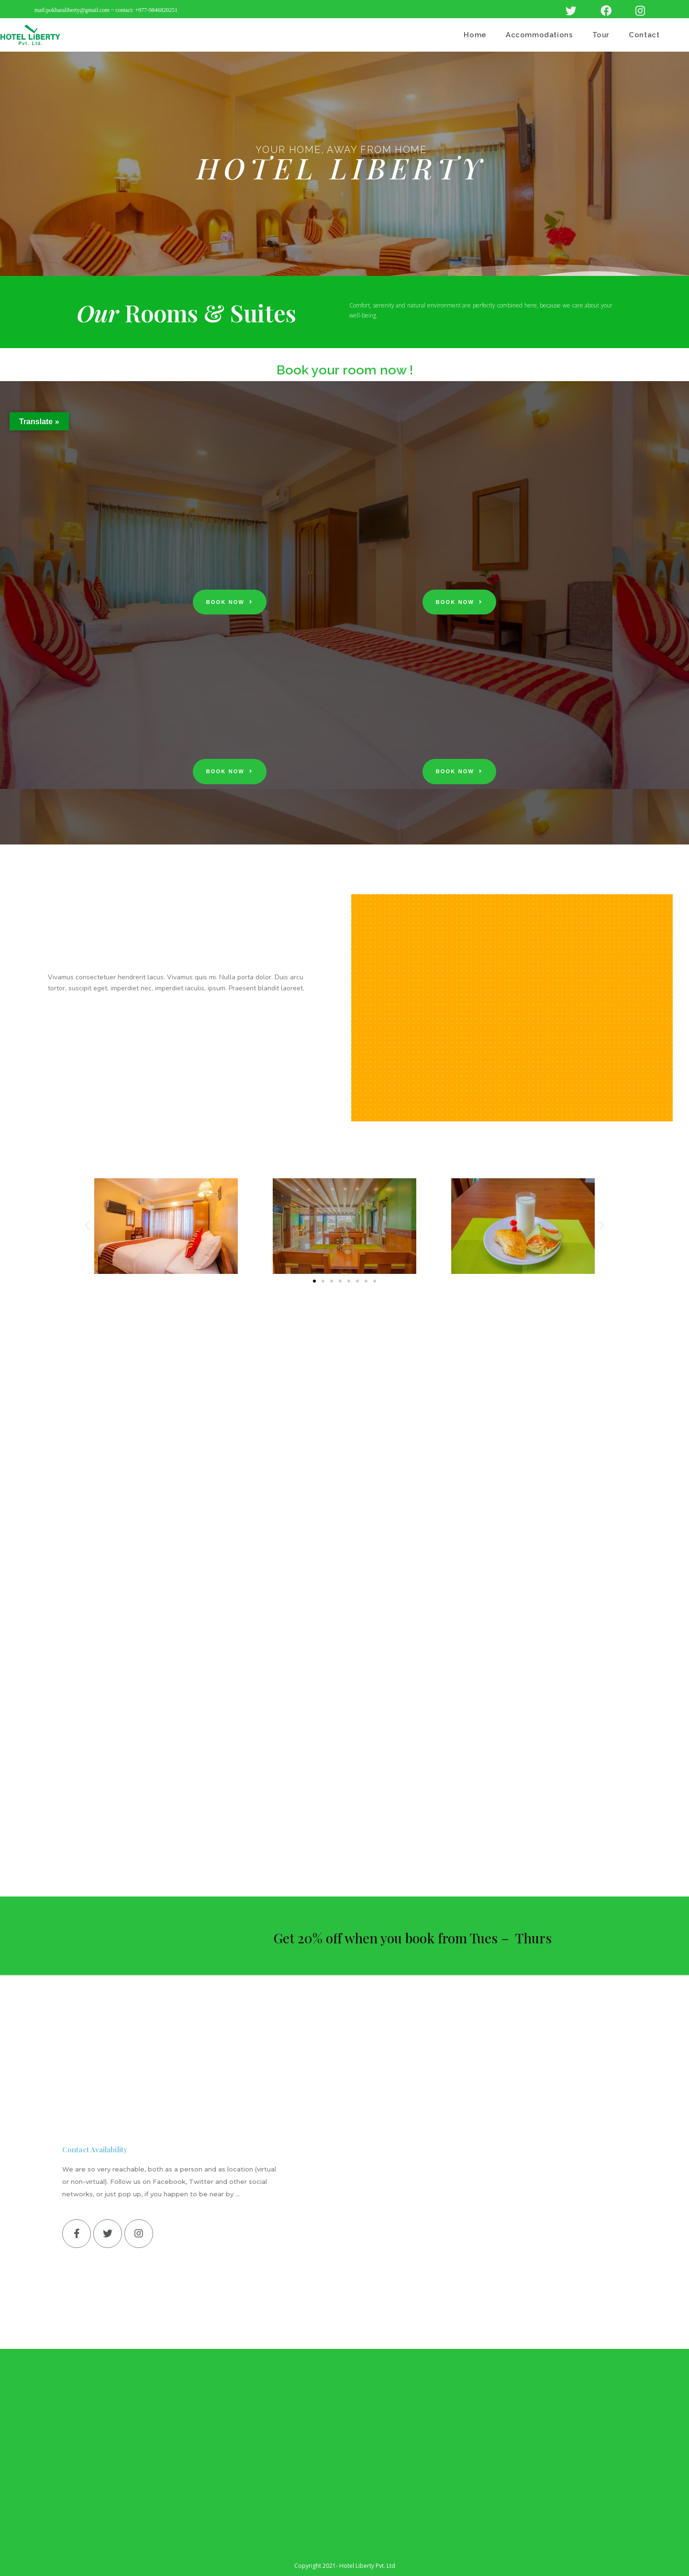 mail:pokharaliberty@gmail.com ~ contact: +977-9846820251
HOTEL LIBERTY
Pvt. Ltd.
Home
Accommodations
Tour
Contact
YOUR HOME, AWAY FROM HOME
HOTEL LIBERTY
Our Rooms & Suites
Comfort, serenity and natural environment are perfectly combined here, because we care about your
well-being.
Book your room now !
Translate »
BOOK NOW
BOOK NOW
BOOK NOW
BOOK NOW
Vivamus consectetuer hendrerit lacus. Vivamus quis mi. Nulla porta dolor. Duis arcu
tortor, suscipit eget, imperdiet nec, imperdiet iaculis, ipsum. Praesent blandit laoreet.
Get 20% off when you book from Tues – Thurs
Contact Availability
We are so very reachable, both as a person and as location (virtual
or non-virtual). Follow us on Facebook, Twitter and other social
networks, or just pop up, if you happen to be near by ...
Copyright 2021- Hotel Liberty Pvt. Ltd